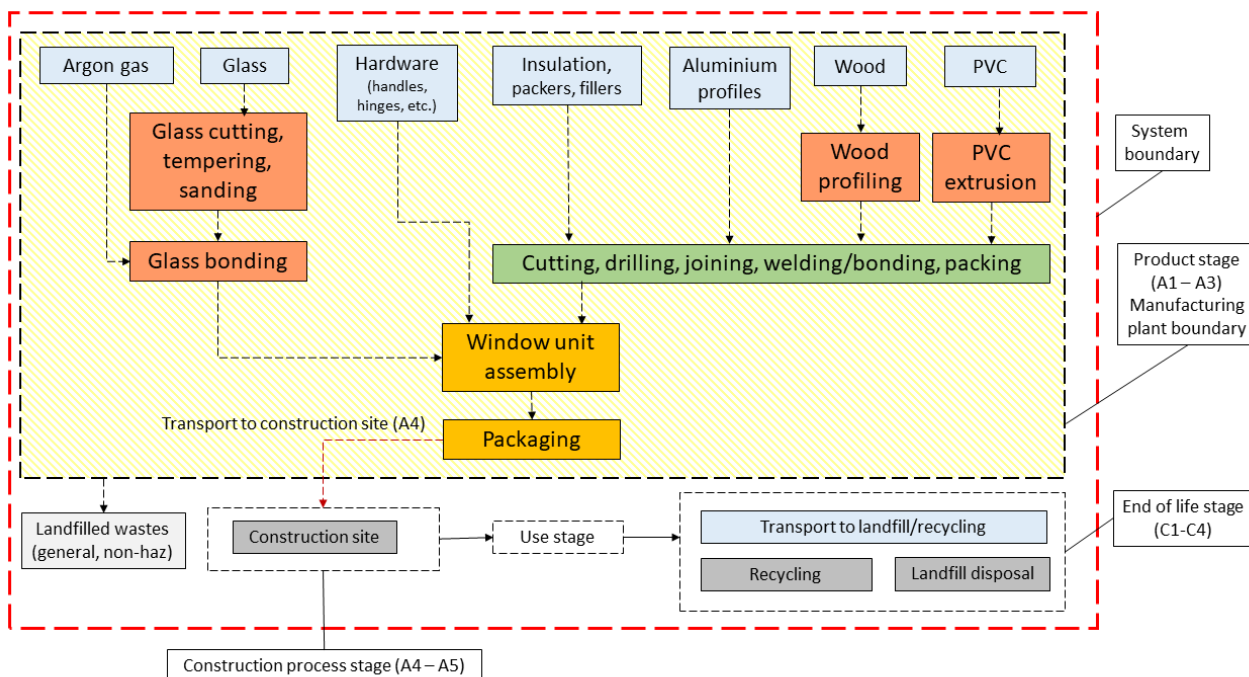 Argon gas
Glass
Hardware
(handles,
hinges, etc.)
Insulation,
packers, fillers
Aluminium
profiles
Wood
PVC
Glass cutting,
tempering,
sanding
Wood
profiling
PVC
extrusion
System
boundary
Glass bonding
Cutting, drilling, joining, welding/bonding, packing
Product stage
(A1 – A3)
Manufacturing
plant boundary
Window unit
assembly
Transport to construction site (A4)
Packaging
Landfilled wastes
(general, non-haz)
Construction site
Use stage
Transport to landfill/recycling
Recycling
Landfill disposal
End of life stage
(C1-C4)
Construction process stage (A4 – A5)